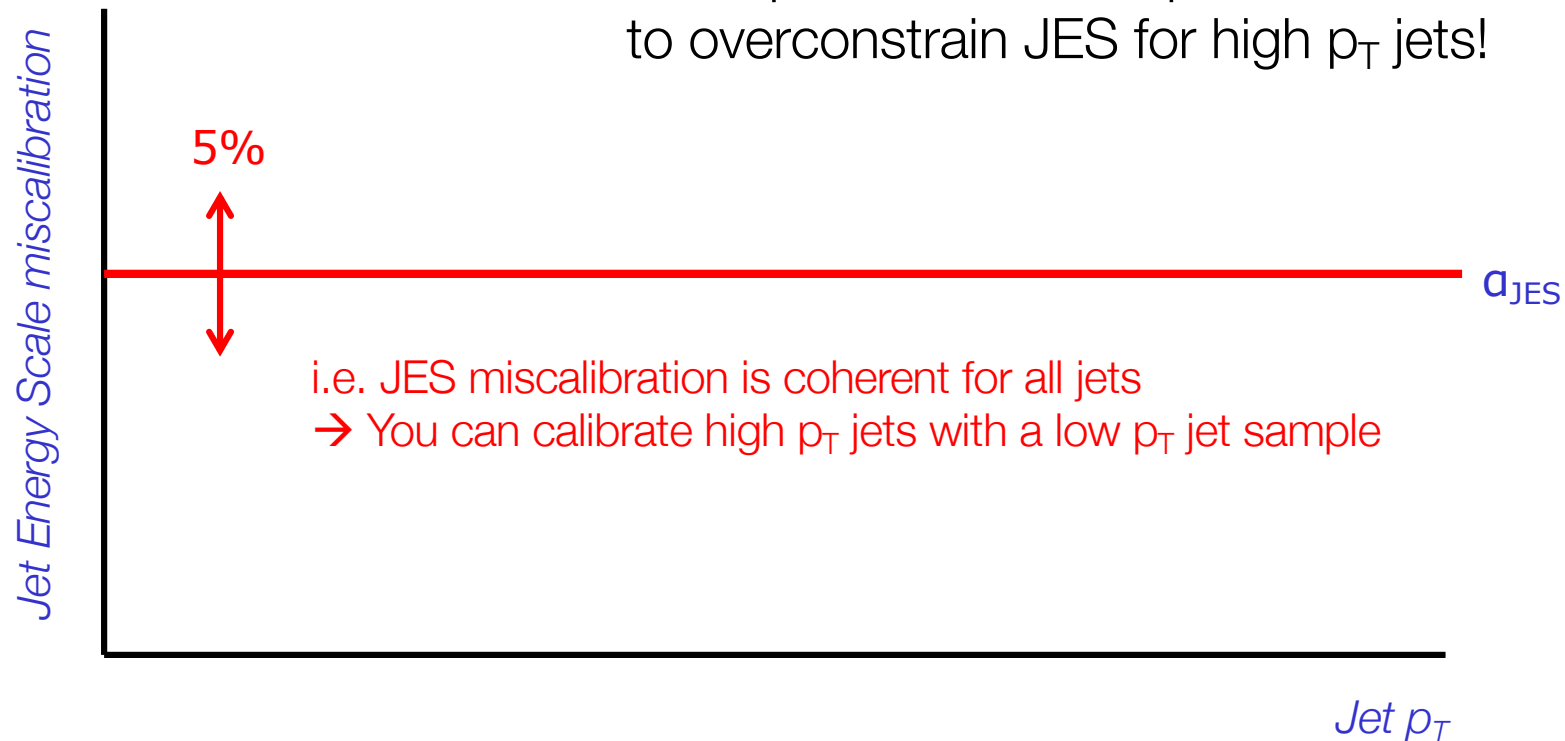 to overconstrain JES for high pT jets!
Jet Energy Scale miscalibration
5%
αJES
i.e. JES miscalibration is coherent for all jets
→ You can calibrate high pT jets with a low pT jet sample
Jet pT